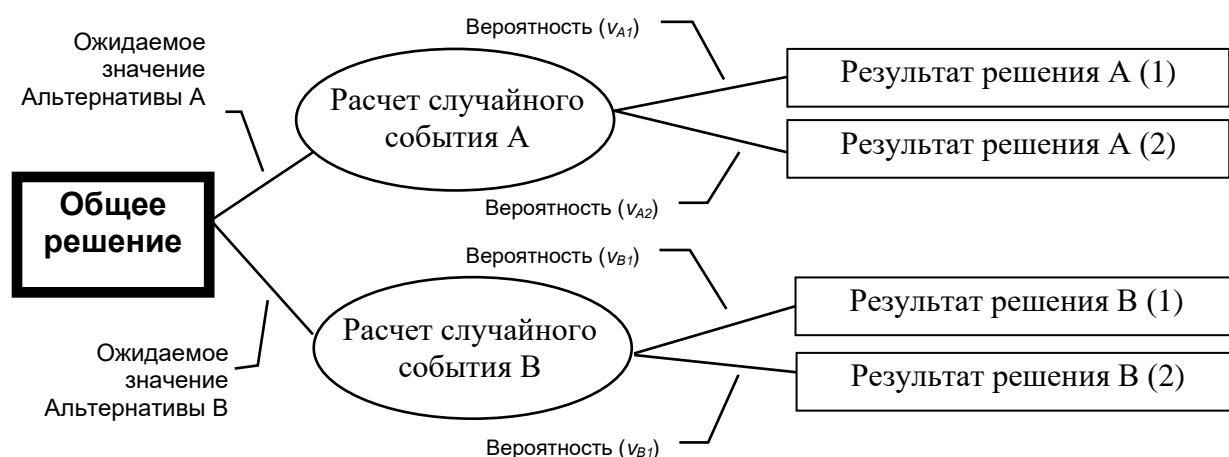 Вероятность (vA1)
Ожидаемое
значение
Альтернативы А
Расчет случайного
события А
Результат решения А (1)
Результат решения А (2)
Вероятность (vA2)
Общее
решение
Вероятность (vB1)
Расчет случайного
события В
Результат решения В (1)
Результат решения В (2)
Ожидаемое
значение
Альтернативы В
Вероятность (vB1)